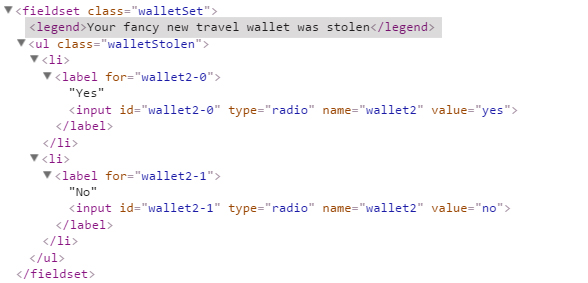 <fieldset class="walletSet">
<legend>Your fancy new travel wallet was stolen</legend>
<ul class="walletStolen">
<li>
<label for="wallet2-0">
"Yes"
<input id="wallet2-0" type="radio" name="wallet2" value="yes">
</label>
</li>
<li>
<label for="wallet2-1">
"No"
<input id="wallet2-1" type="radio" name="wallet2" value="no">
</label>
</li>
</ul>
</fieldset>